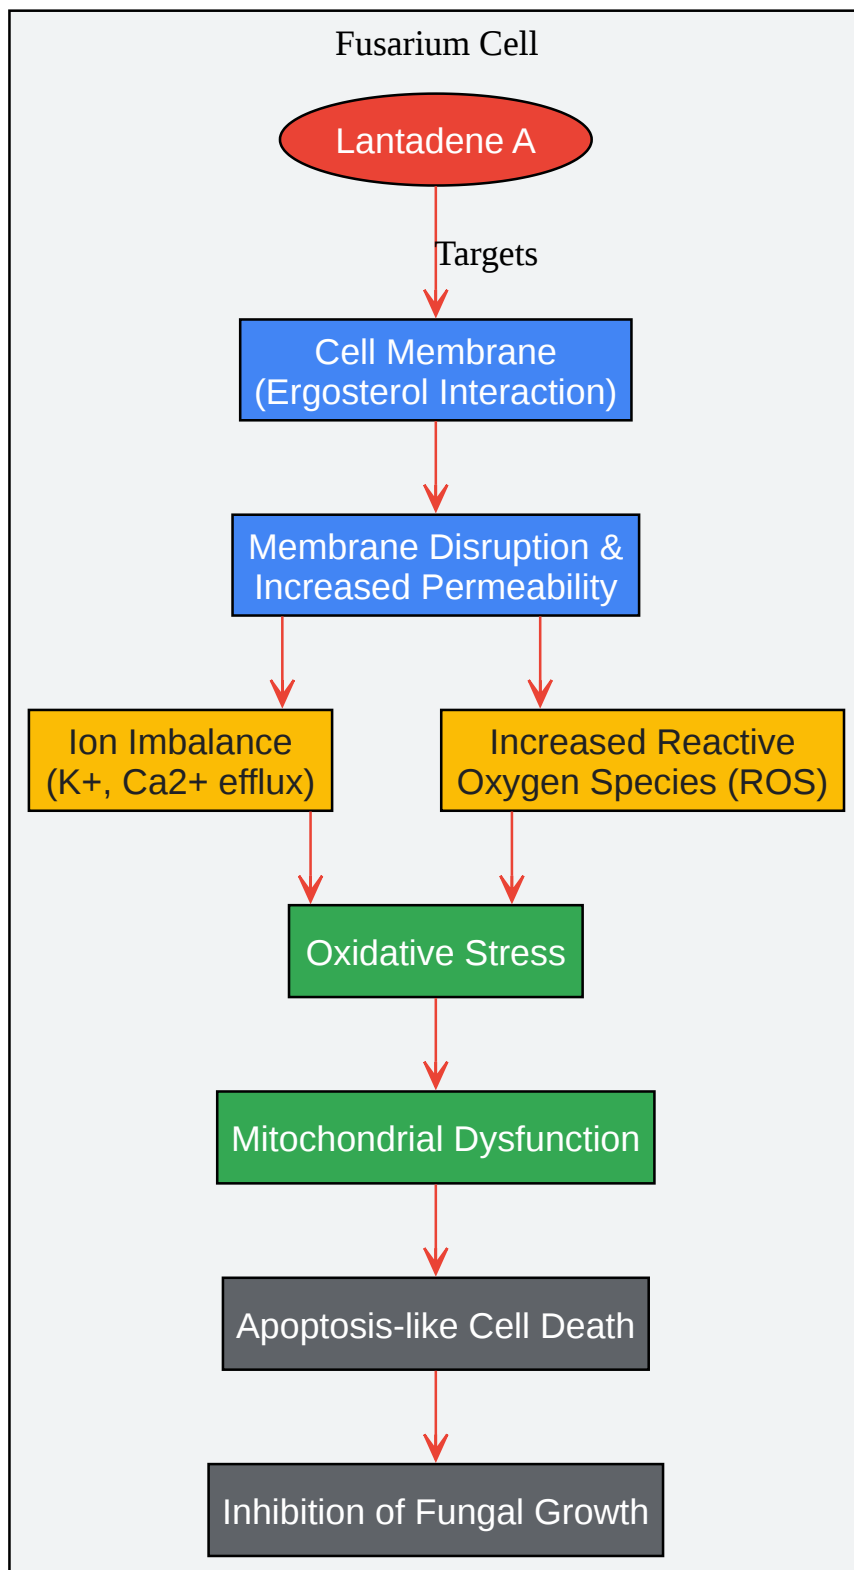 Fusarium Cell
Lantadene A
Targets
Cell Membrane
(Ergosterol Interaction)
Membrane Disruption &
Increased Permeability
Ion Imbalance
(K+, Ca2+ efflux)
Increased Reactive
Oxygen Species (ROS)
Oxidative Stress
Mitochondrial Dysfunction
Apoptosis-like Cell Death
Inhibition of Fungal Growth